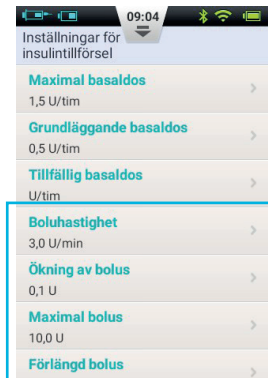 09:04
Inställningar för
insulintillförsel
Maximal basaldos
1,5 U/tim
Grundläggande basaldos
0,5 U/tim
Tillfällig basaldos
U/tim
Boluhastighet
3,0 U/min
Ökning av bolus
0,1 U
Maximal bolus
10,0 U
Förlängd bolus